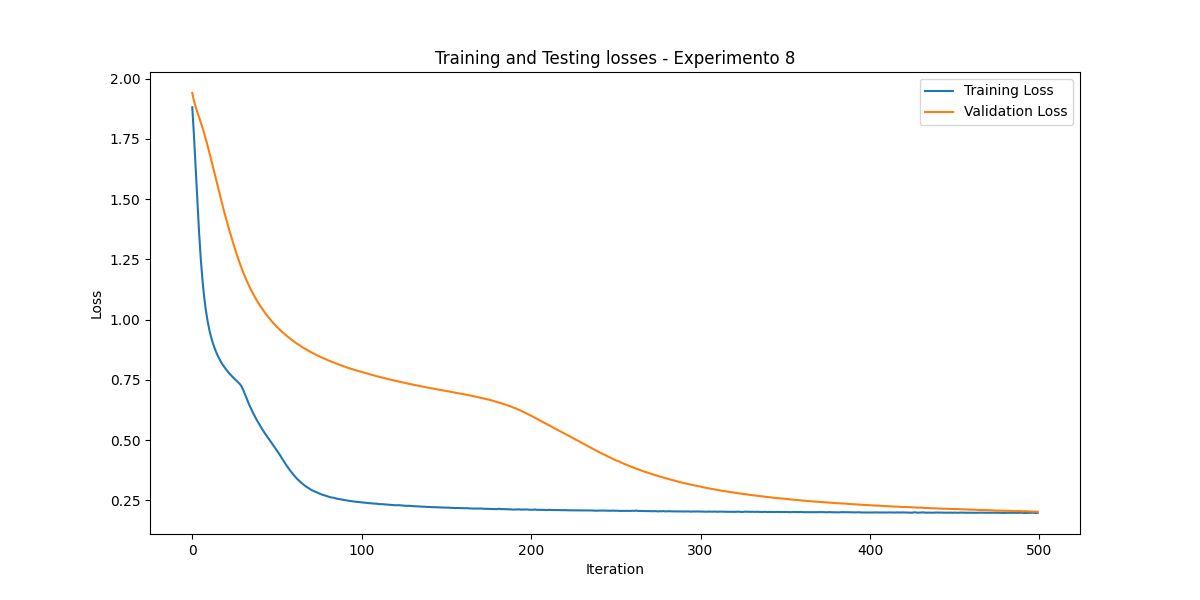 Training and Testing losses - Experimento 8
Training Loss
Validation Loss
Loss
2.00
1.75
1.50
1.25
1.00
0.75
0.50
0.25
0
100
200
300
400
500
Iteration